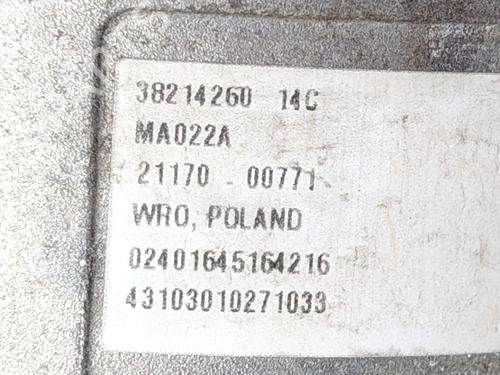 38214260 14C
MA022A
21170 - 00771
WRO, POLAND
02401645164216
43103010271033